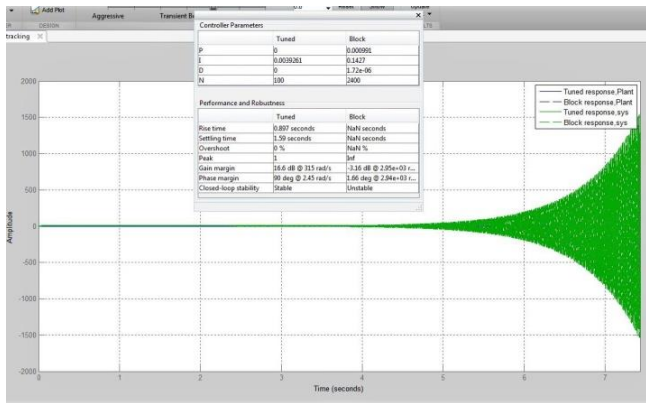 Add Plot
Aggressive
Transient B
DESIGN
tracking
Controller Parameters
Tuned Block
P 0 0.000991
I 0.0039261 0.1427
D 0 1.72e-06
N 100 2400
Performance and Robustness
Tuned Block
Rise time 0.897 seconds NaN seconds
Settling time 1.59 seconds NaN seconds
Overshoot 0 % NaN %
Peak 1 Inf
Gain margin 16.6 dB @ 315 rad/s -3.16 dB @ 2.95e+03 r...
Phase margin 90 deg @ 2.45 rad/s 1.66 deg @ 2.94e+03 r...
Closed-loop stability Stable Unstable
Tuned response,Plant
Block response,Plant
Tuned response,sys
Block response,sys
2000
1500
1000
500
0
-500
-1000
-1500
-2000
Amplitude
0 1 2 3 4 5 6 7
Time (seconds)